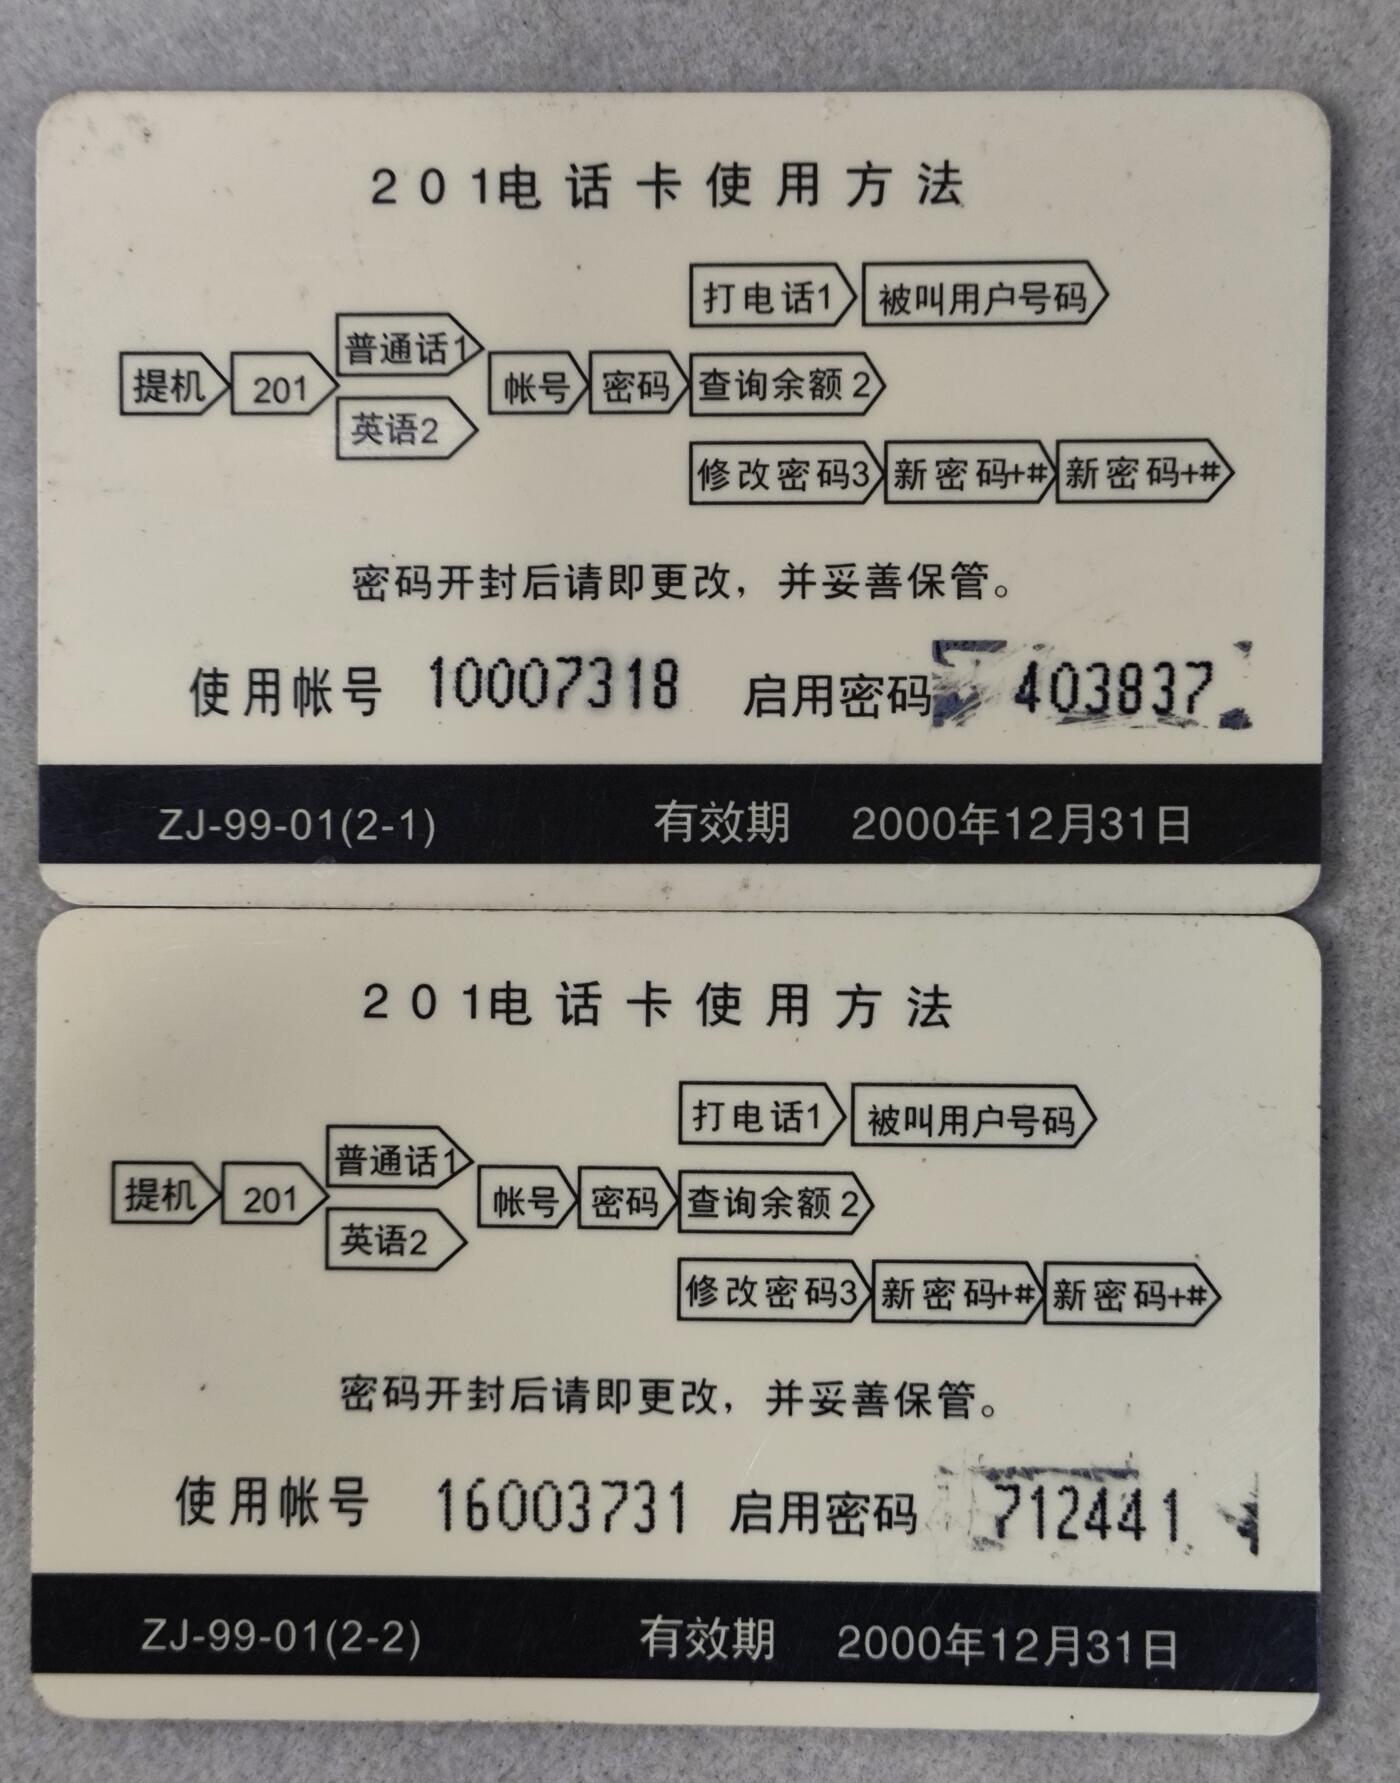 201电话卡使用方法
打电话1 被叫用户号码
普通话1
提机 201 帐号 密码 查询余额2
英语2
修改密码3 新密码+# 新密码+#
密码开封后请即更改，并妥善保管。
使用帐号 10007318 启用密码 403837
ZJ-99-01(2-1) 有效期 2000年12月31日
201电话卡使用方法
打电话1 被叫用户号码
普通话1
提机 201 帐号 密码 查询余额2
英语2
修改密码3 新密码+# 新密码+#
密码开封后请即更改，并妥善保管。
使用帐号 16003731 启用密码 712441
ZJ-99-01(2-2) 有效期 2000年12月31日